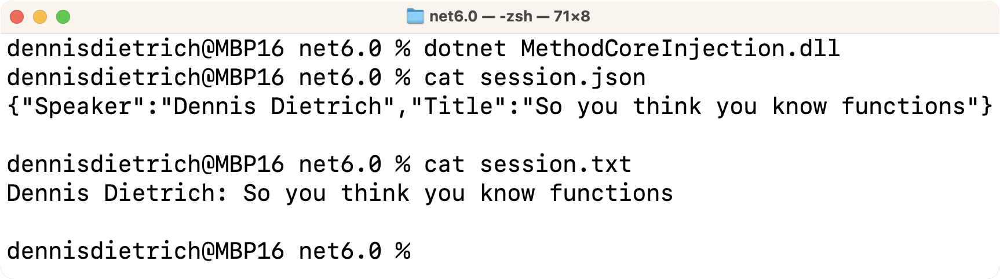 net6.0 — -zsh — 71×8
dennisdietrich@MBP16 net6.0 % dotnet MethodCoreInjection.dll
dennisdietrich@MBP16 net6.0 % cat session.json
{"Speaker":"Dennis Dietrich","Title":"So you think you know functions"}
dennisdietrich@MBP16 net6.0 % cat session.txt
Dennis Dietrich: So you think you know functions
dennisdietrich@MBP16 net6.0 %